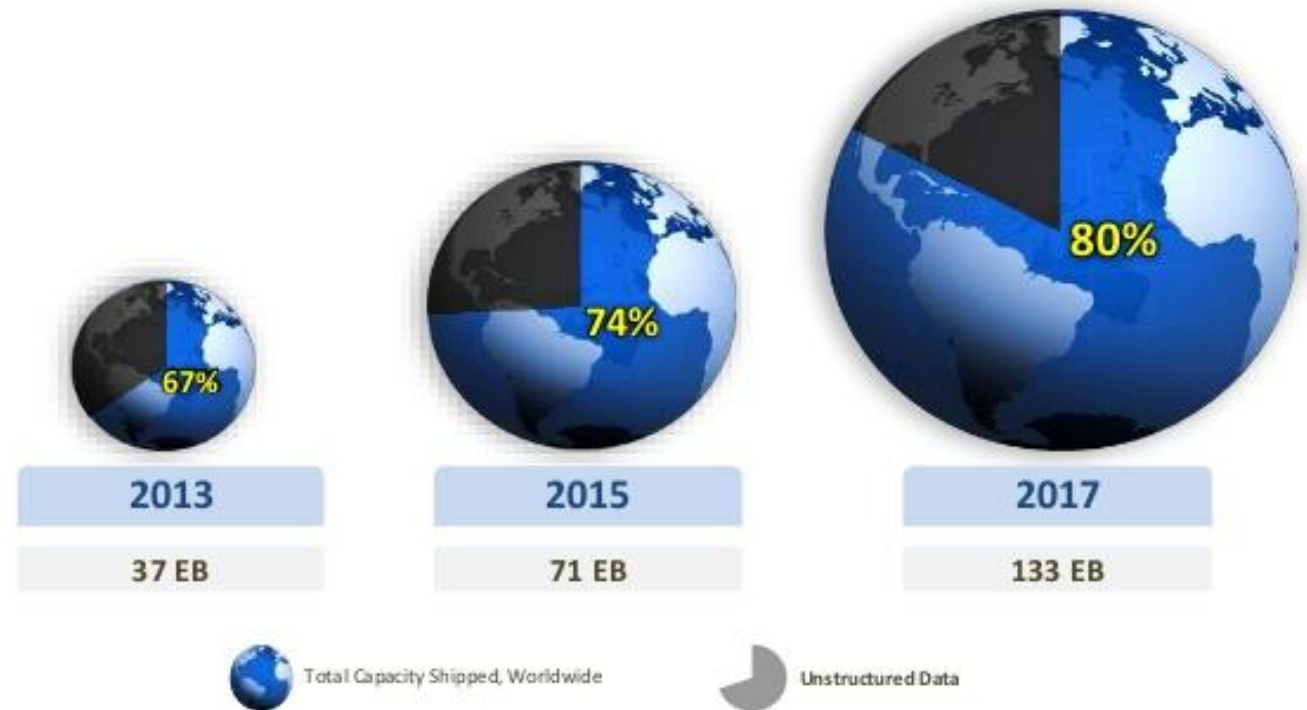 67%
74%
80%
2013
2015
2017
37 EB
71 EB
133 EB
Total Capacity Shipped, Worldwide
Unstructured Data